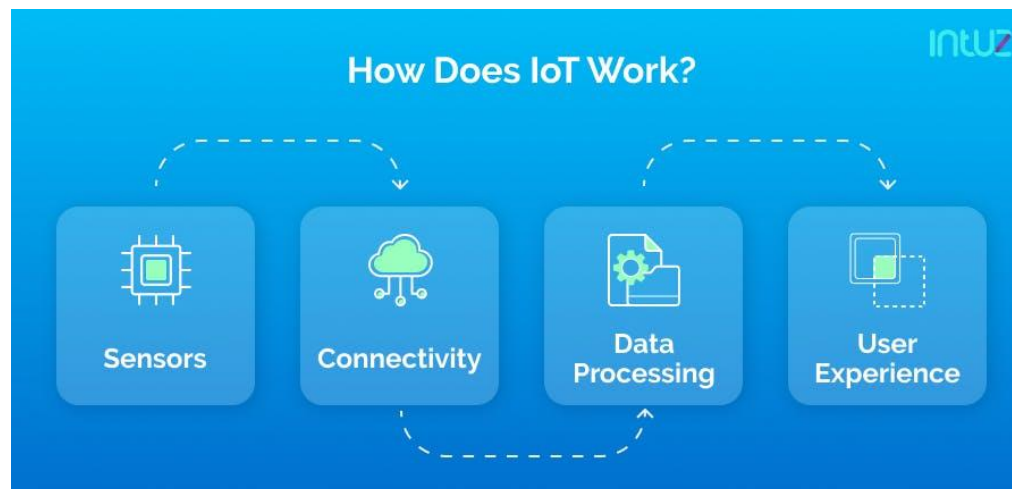 Intuz
How Does IoT Work?
Sensors
Connectivity
Data
Processing
User
Experience